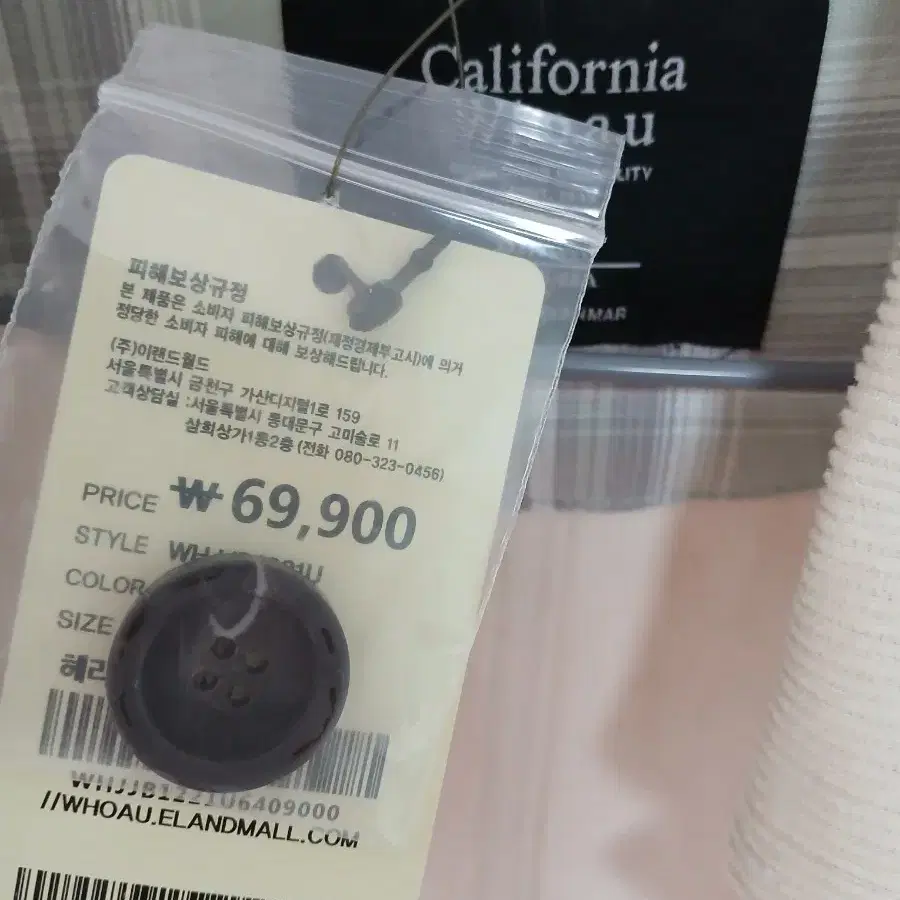 California
피해보상규정
본 제품은 소비자 피해보상규정(재정경제부고시)에 의거
정당한 소비자 피해에 대해 보상해드립니다.
(주)이랜드월드
서울특별시 금천구 가산디지털1로 159
고객상담실 :서울특별시 동대문구 고미술로 11
삼희상가1동2층 (전화 080-323-0456)
PRICE ₩69,900
STYLE
COLOR
SIZE
//WHOAU.ELANDMALL.COM